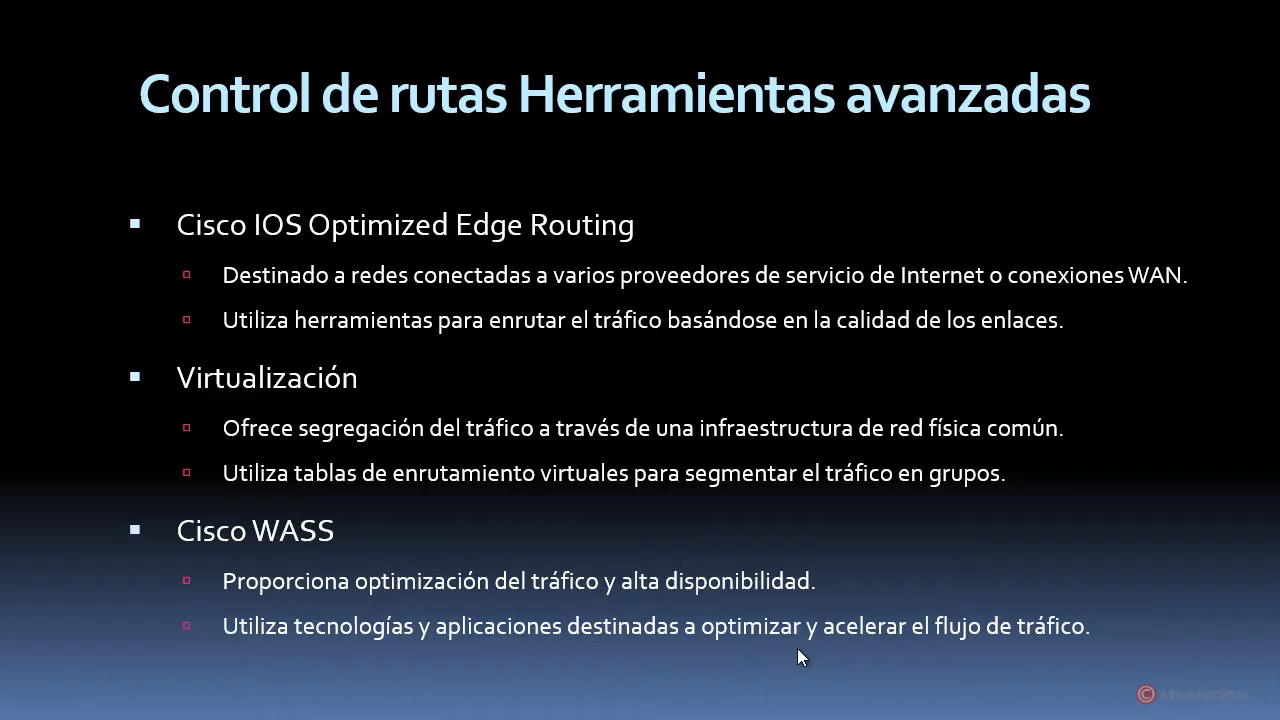 Control de rutas Herramientas avanzadas
Cisco IOS Optimized Edge Routing
Destinado a redes conectadas a varios proveedores de servicio de Internet o conexiones WAN.
Utiliza herramientas para enrutar el tráfico basándose en la calidad de los enlaces.
Virtualización
Ofrece segregación del tráfico a través de una infraestructura de red física común.
Utiliza tablas de enrutamiento virtuales para segmentar el tráfico en grupos.
Cisco WASS
Proporciona optimización del tráfico y alta disponibilidad.
Utiliza tecnologías y aplicaciones destinadas a optimizar y acelerar el flujo de tráfico.
©